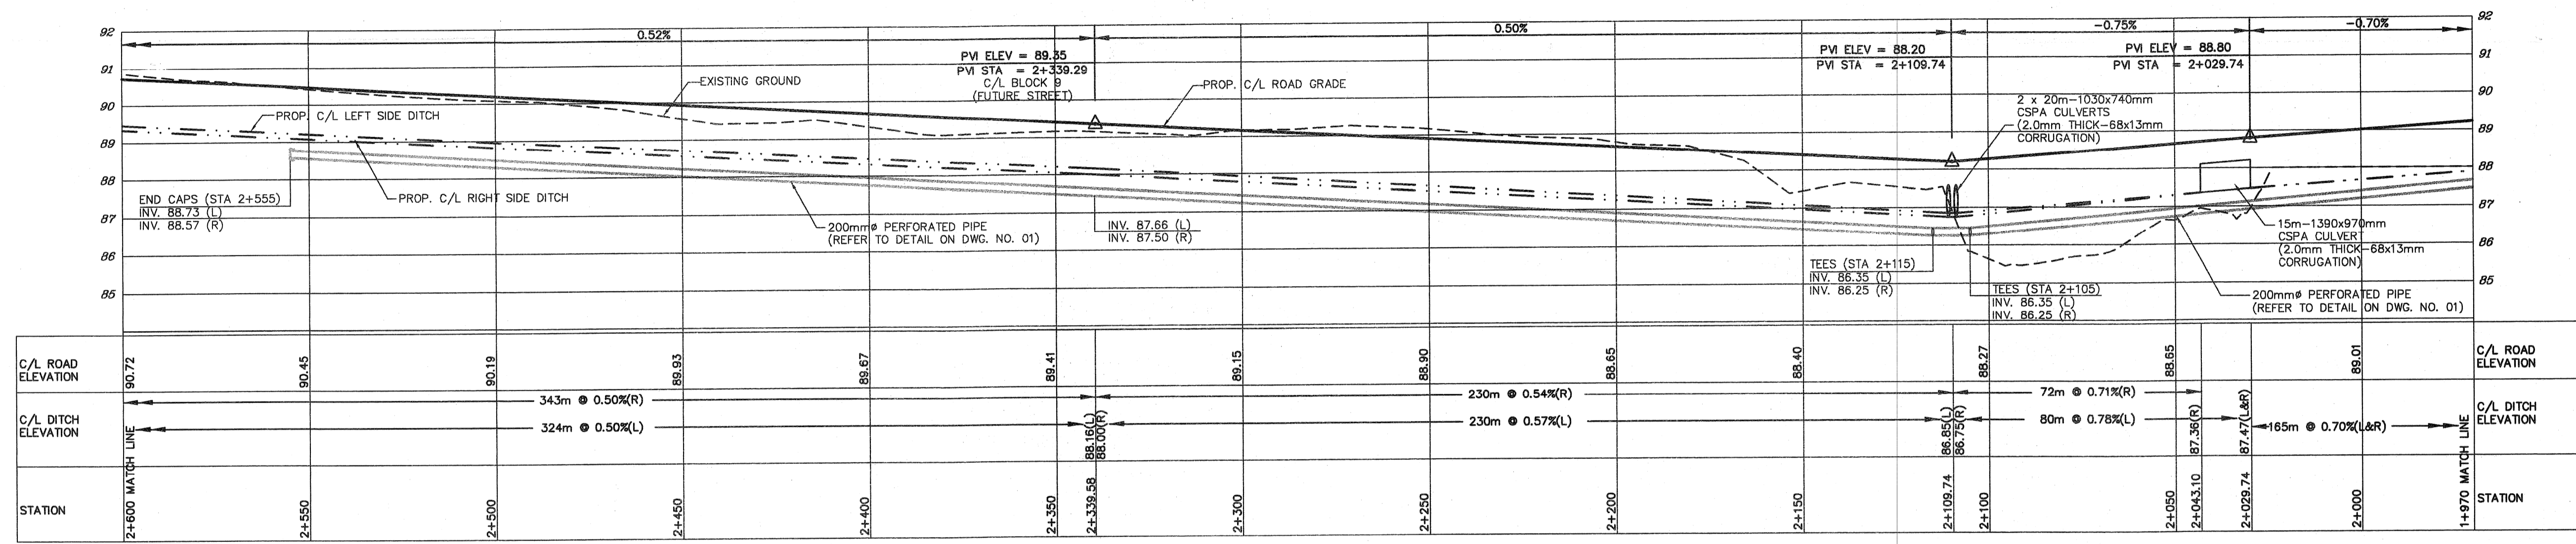 92
91
90
89
88
87
86
85
0.52%
0.50%
-0.75%
-0.70%
92
91
90
89
88
87
86
85
PVI ELEV = 89.35
PVI STA = 2+339.29
C/L BLOCK 9
(FUTURE STREET)
PVI ELEV = 88.20
PVI STA = 2+109.74
PVI ELEV = 88.80
PVI STA = 2+029.74
EXISTING GROUND
PROP. C/L ROAD GRADE
PROP. C/L LEFT SIDE DITCH
PROP. C/L RIGHT SIDE DITCH
2 x 20m-1030x740mm
CSPA CULVERTS
(2.0mm THICK-68x13mm
CORRUGATION)
END CAPS (STA 2+555)
INV. 88.73 (L)
INV. 88.57 (R)
200mmø PERFORATED PIPE
(REFER TO DETAIL ON DWG. NO. 01)
INV. 87.66 (L)
INV. 87.50 (R)
TEES (STA 2+115)
INV. 86.35 (L)
INV. 86.25 (R)
TEES (STA 2+105)
INV. 86.35 (L)
INV. 86.25 (R)
15m-1390x970mm
CSPA CULVERT
(2.0mm THICK-68x13mm
CORRUGATION)
200mmø PERFORATED PIPE
(REFER TO DETAIL ON DWG. NO. 01)
C/L ROAD
ELEVATION
90.72
90.45
90.19
89.93
89.67
89.41
89.15
88.90
88.65
88.40
88.27
88.65
89.01
C/L ROAD
ELEVATION
C/L DITCH
ELEVATION
343m @ 0.50%(R)
324m @ 0.50%(L)
88.16(L)
88.00(R)
230m @ 0.54%(R)
230m @ 0.57%(L)
86.85(L)
86.75(R)
72m @ 0.71%(R)
80m @ 0.78%(L)
87.36(R)
87.47(L&R)
165m @ 0.70%(L&R)
C/L DITCH
ELEVATION
STATION
2+600 MATCH LINE
2+550
2+500
2+450
2+400
2+350
2+339.58
2+300
2+250
2+200
2+150
2+109.74
2+100
2+050
2+043.10
2+029.74
2+000
1+970 MATCH LINE
STATION